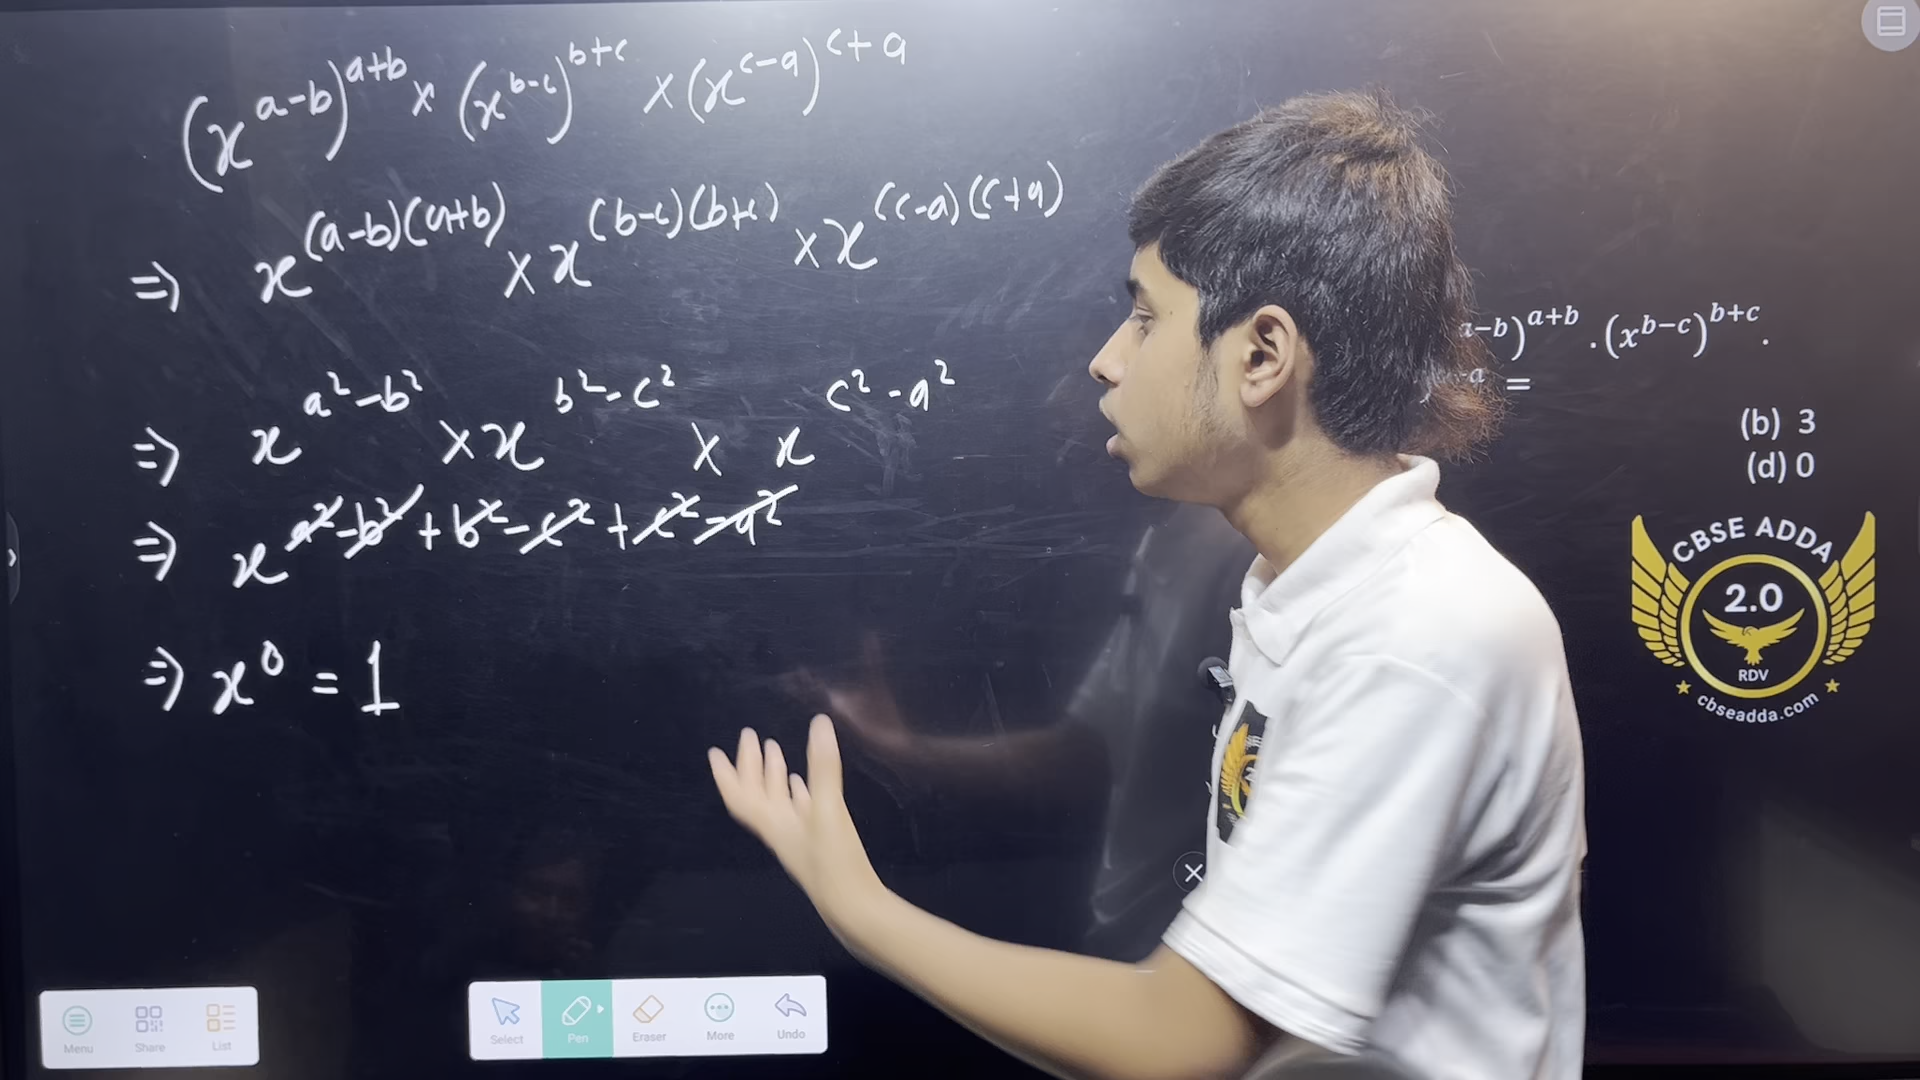 (x^{a-b})^{a+b} × (x^{b-c})^{b+c} × (x^{c-a})^{c+a}
⇒ x^{(a-b)(a+b)} × x^{(b-c)(b+c)} × x^{(c-a)(c+a)}
⇒ x^{a²-b²} × x^{b²-c²} × x^{c²-a²}
⇒ x^{a²-b²+b²-c²+c²-a²}
⇒ x⁰ = 1
a-b)^{a+b} . (x^{b-c})^{b+c} .
-a =
(b) 3
(d) 0
CBSE ADDA
2.0
RDV
cbseadda.com
Menu
Share
List
Select
Pen
Eraser
More
Undo